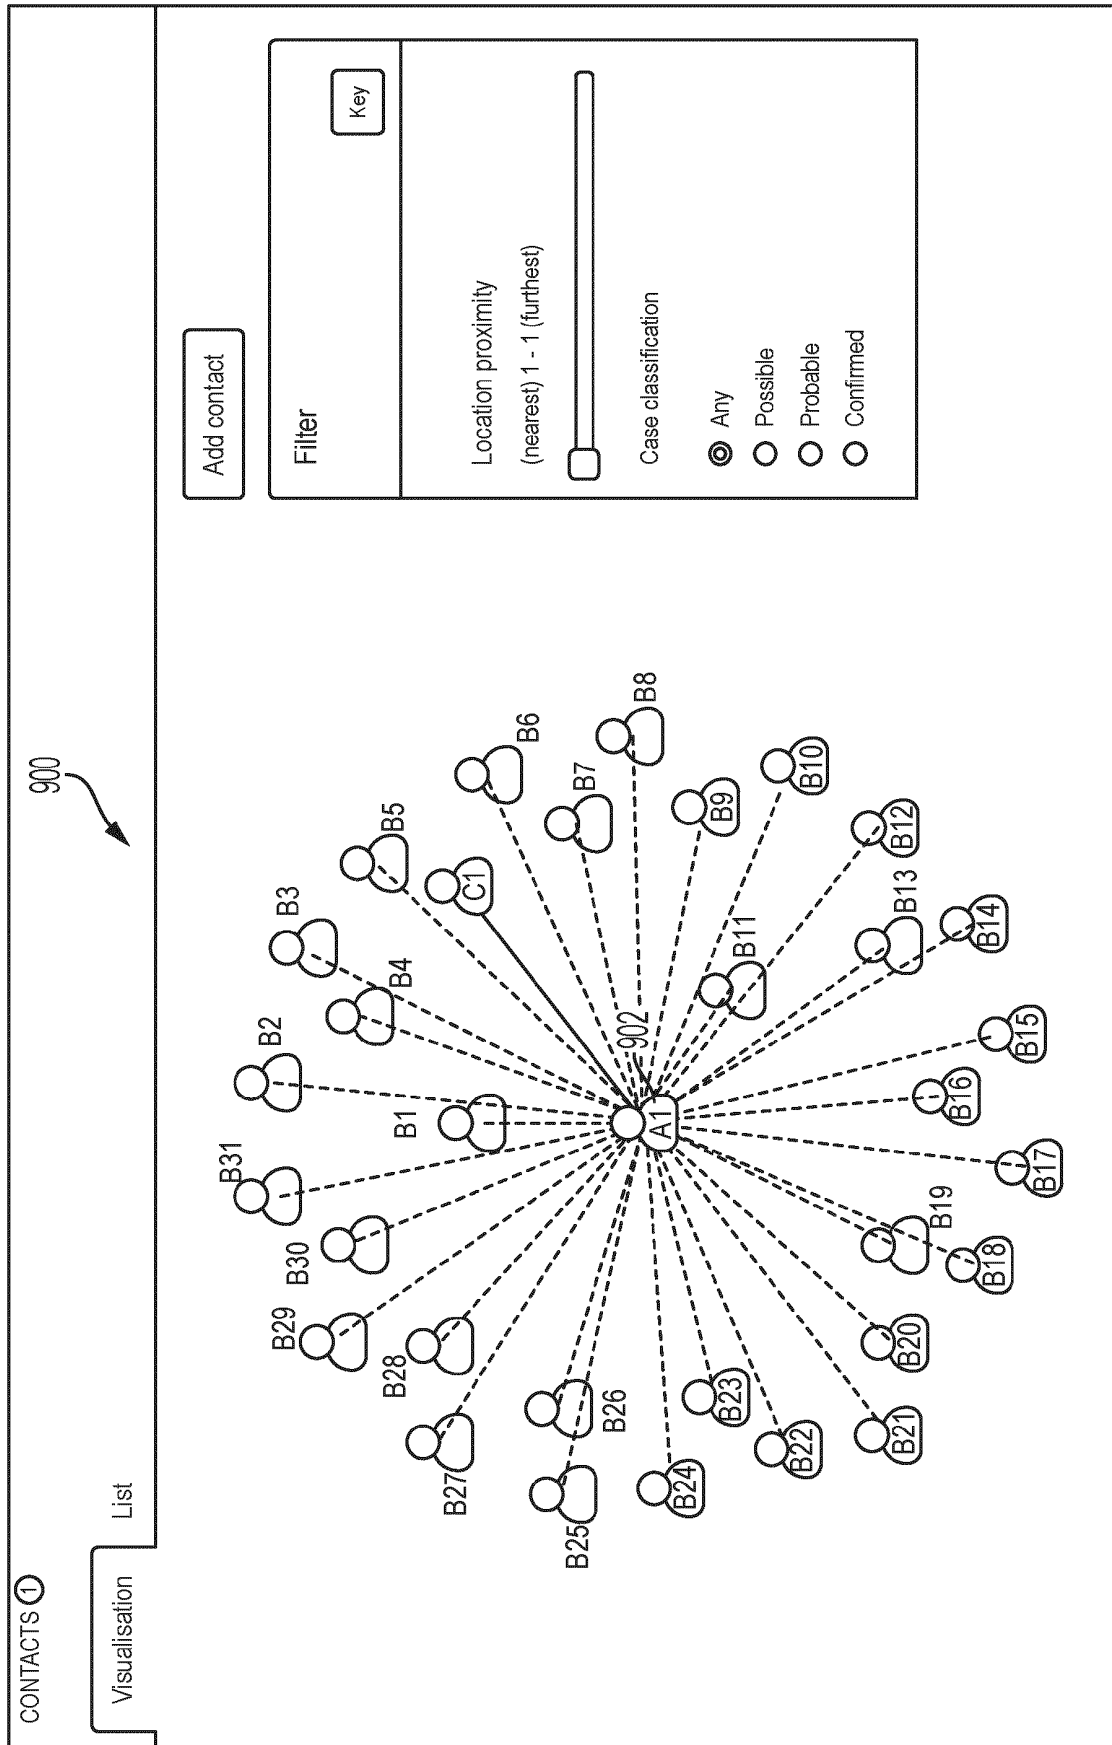 900
CONTACTS 1
Visualisation
List
Add contact
Filter
Key
Location proximity
(nearest) 1 - 1 (furthest)
Case classification
Any
Possible
Probable
Confirmed
B31
B2
B3
B30
B4
B5
B29
B1
C1
B28
B6
B27
B7
B26
902
B8
B25
A1
B24
B9
B23
B11
B10
B22
B12
B21
B20
B19
B13
B18
B16
B14
B17
B15